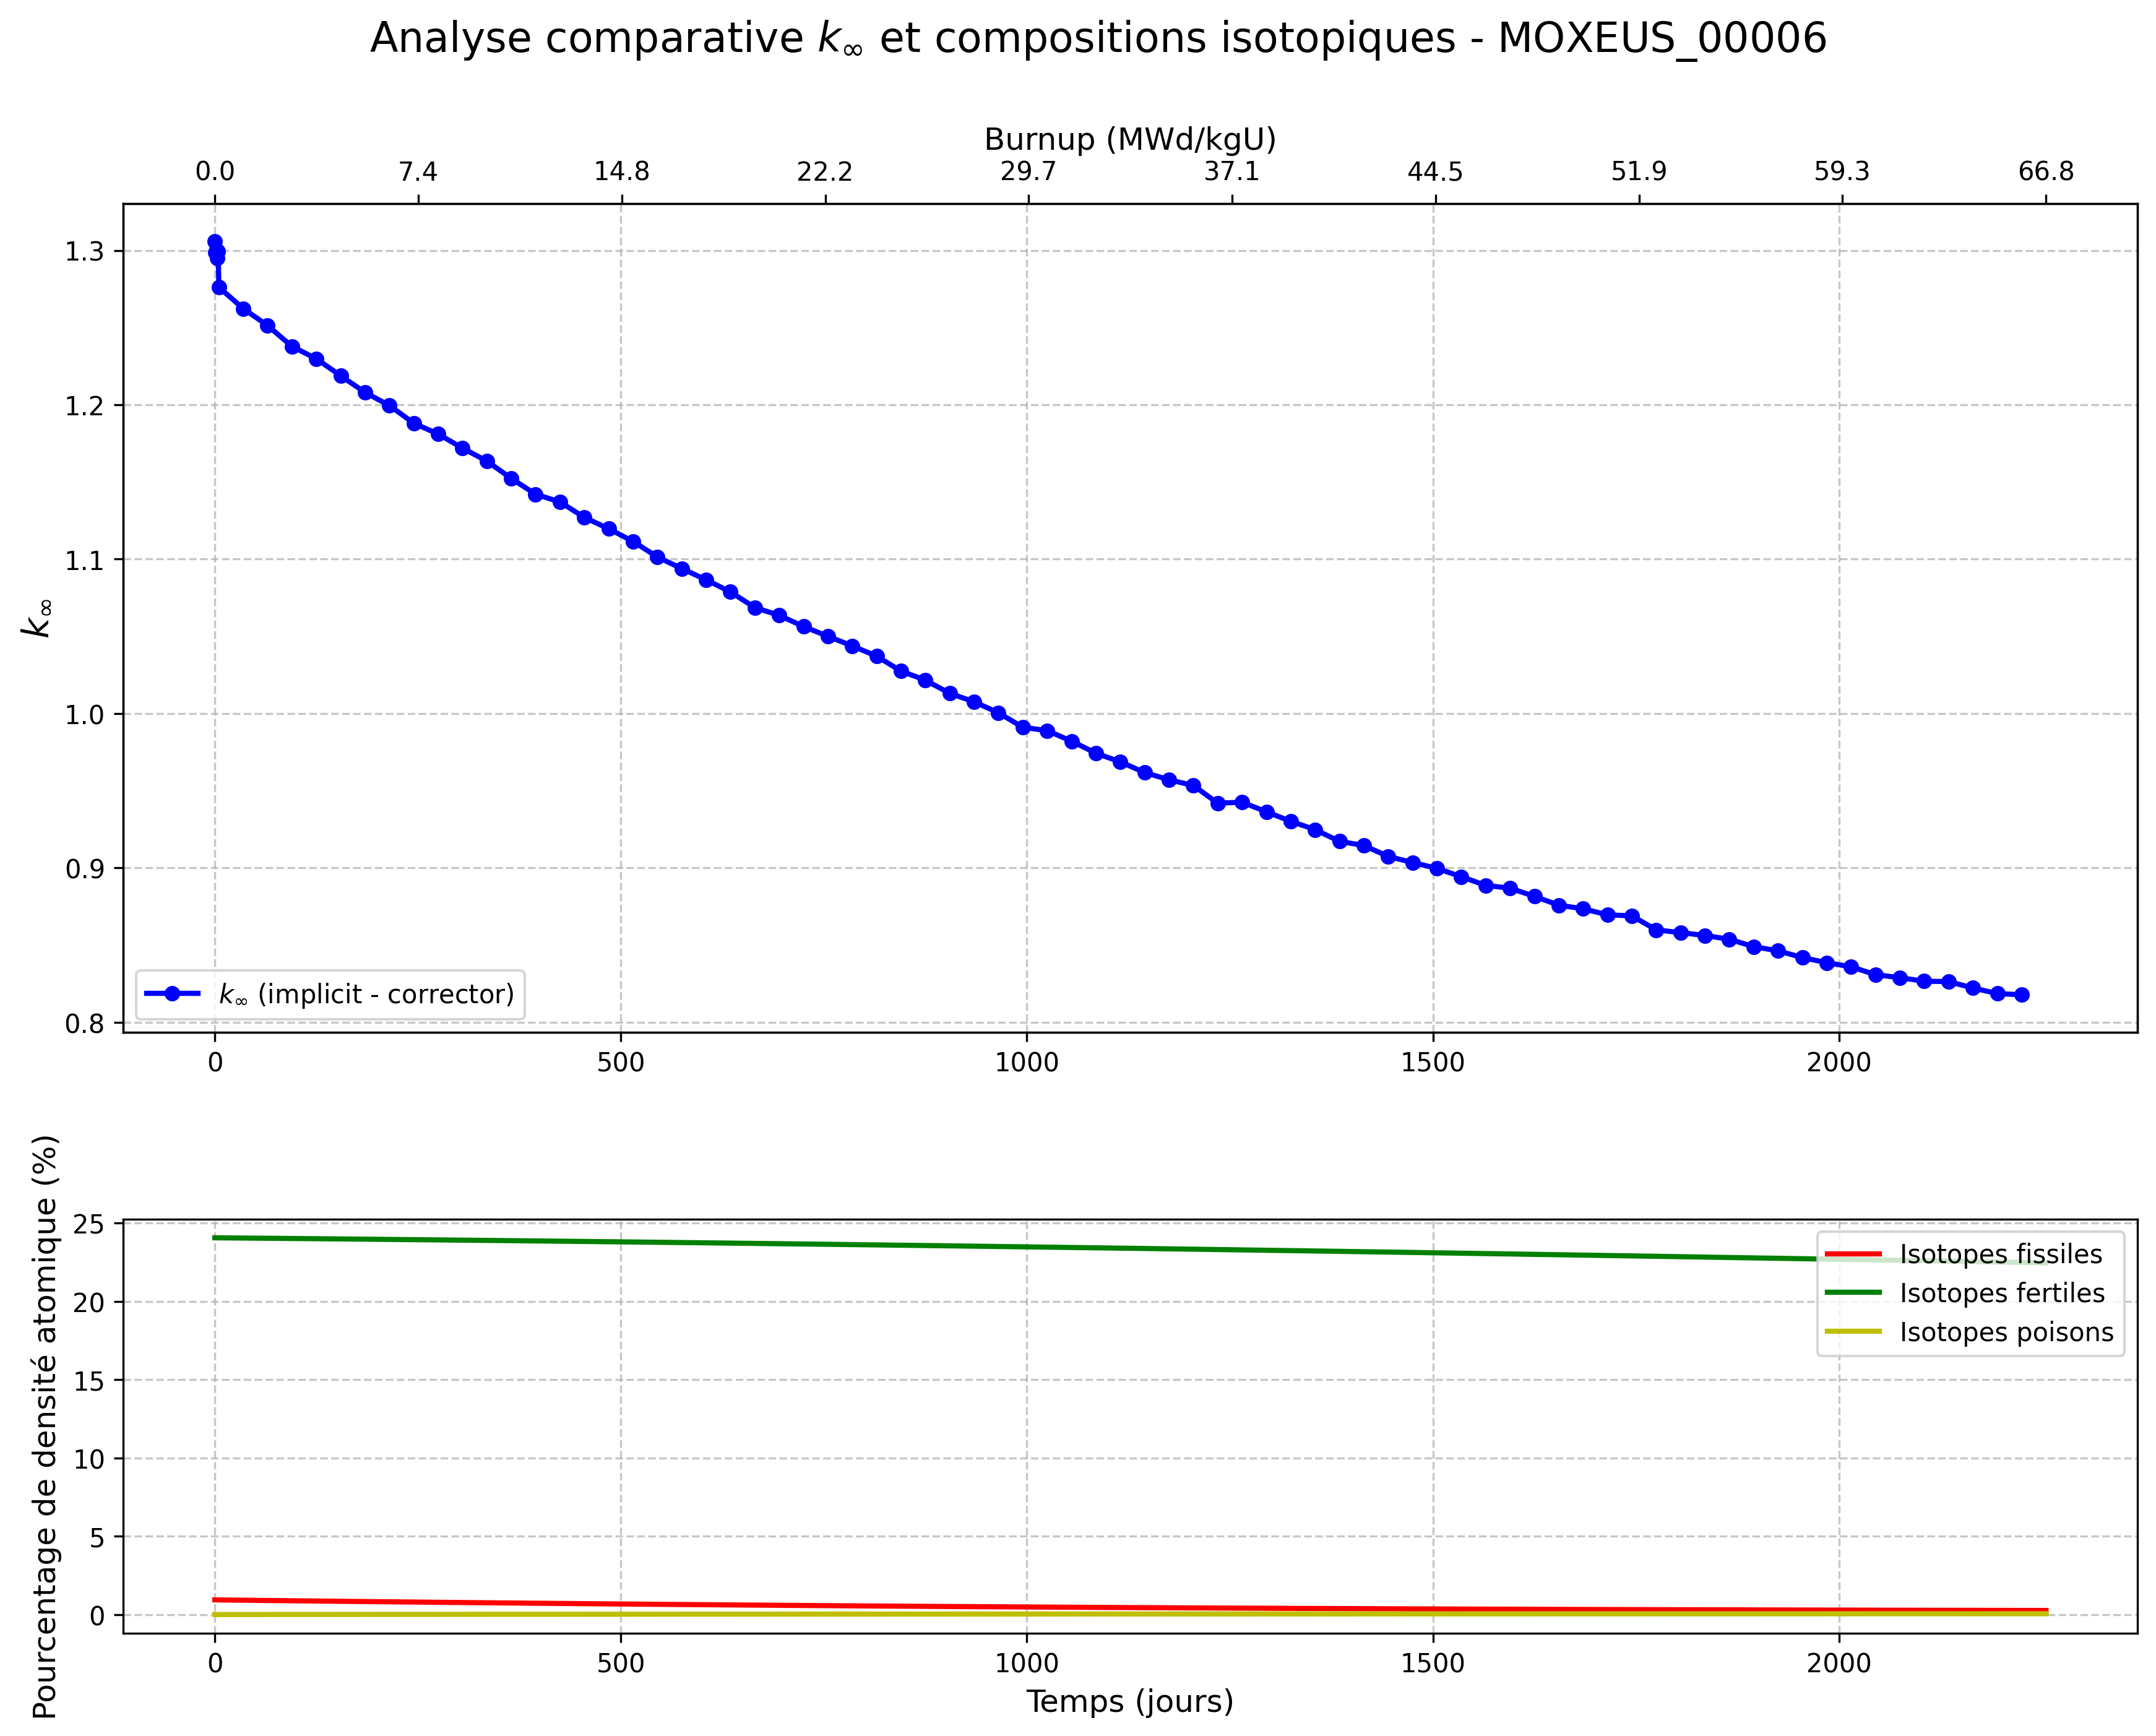 Analyse comparative k∞ et compositions isotopiques - MOXEUS_00006
Burnup (MWd/kgU)
0.0 7.4 14.8 22.2 29.7 37.1 44.5 51.9 59.3 66.8
k∞
1.3
1.2
1.1
1.0
0.9
0.8
k∞ (implicit - corrector)
0 500 1000 1500 2000
Pourcentage de densité atomique (%)
25
20
15
10
5
0
Isotopes fissiles
Isotopes fertiles
Isotopes poisons
0 500 1000 1500 2000
Temps (jours)